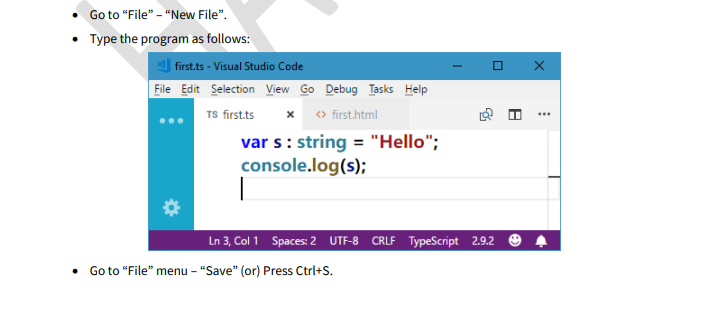 • Go to “File” – “New File”.
• Type the program as follows:
first.ts - Visual Studio Code
File Edit Selection View Go Debug Tasks Help
TS first.ts × <> first.html
var s : string = "Hello";
console.log(s);
Ln 3, Col 1 Spaces: 2 UTF-8 CRLF TypeScript 2.9.2
• Go to “File” menu – “Save” (or) Press Ctrl+S.